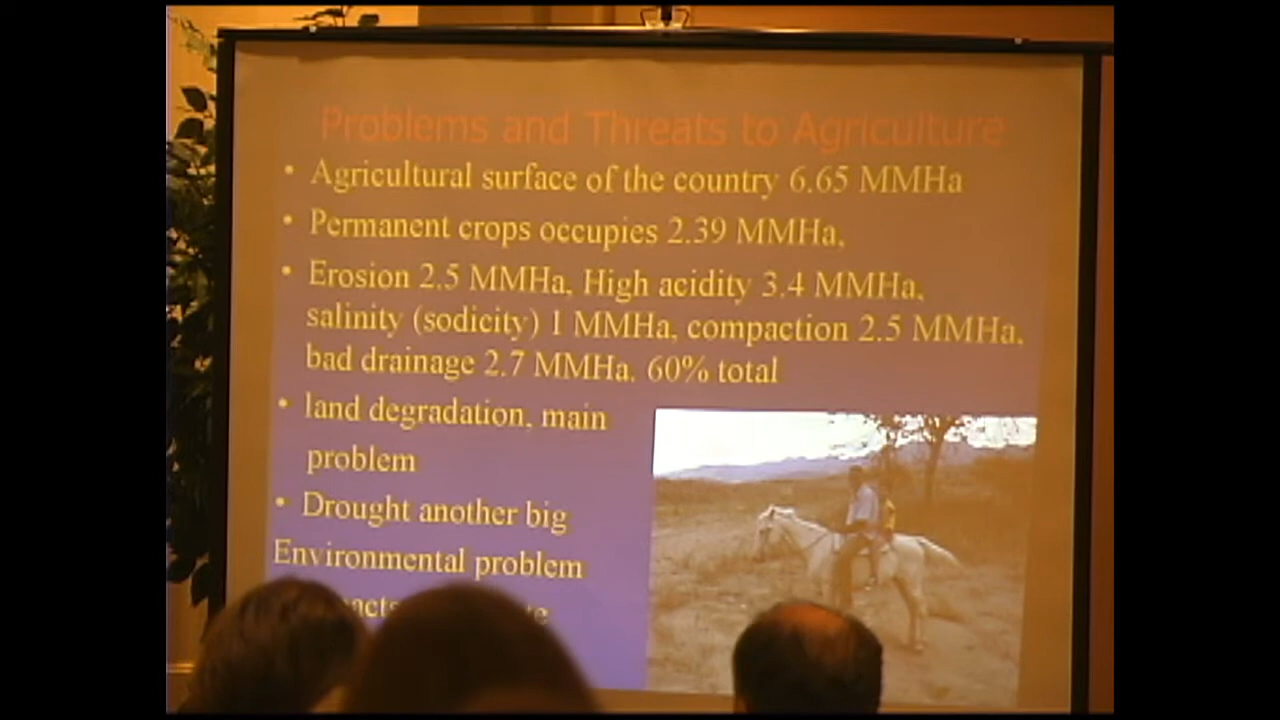 Problems and Threats to Agriculture
• Agricultural surface of the country 6.65 MMHa
• Permanent crops occupies 2.39 MMHa,
• Erosion 2.5 MMHa, High acidity 3.4 MMHa,
salinity (sodicity) 1 MMHa, compaction 2.5 MMHa,
bad drainage 2.7 MMHa. 60% total
• land degradation, main
problem
• Drought another big
Environmental problem